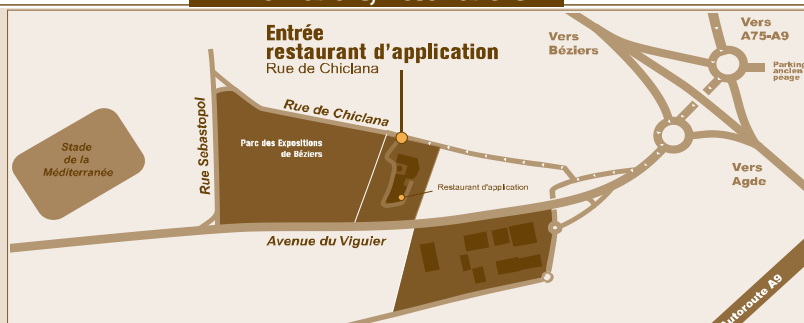 Entrée
restaurant d'application
Rue de Chiclana
Vers
Béziers
Vers
A75-A9
Parking
ancien
péage
Rue de Chiclana
Rue Sebastopol
Parc des Expositions
de Béziers
Stade
de la
Méditerranée
Restaurant d'application
Vers
Agde
Avenue du Viguier
Autoroute A9